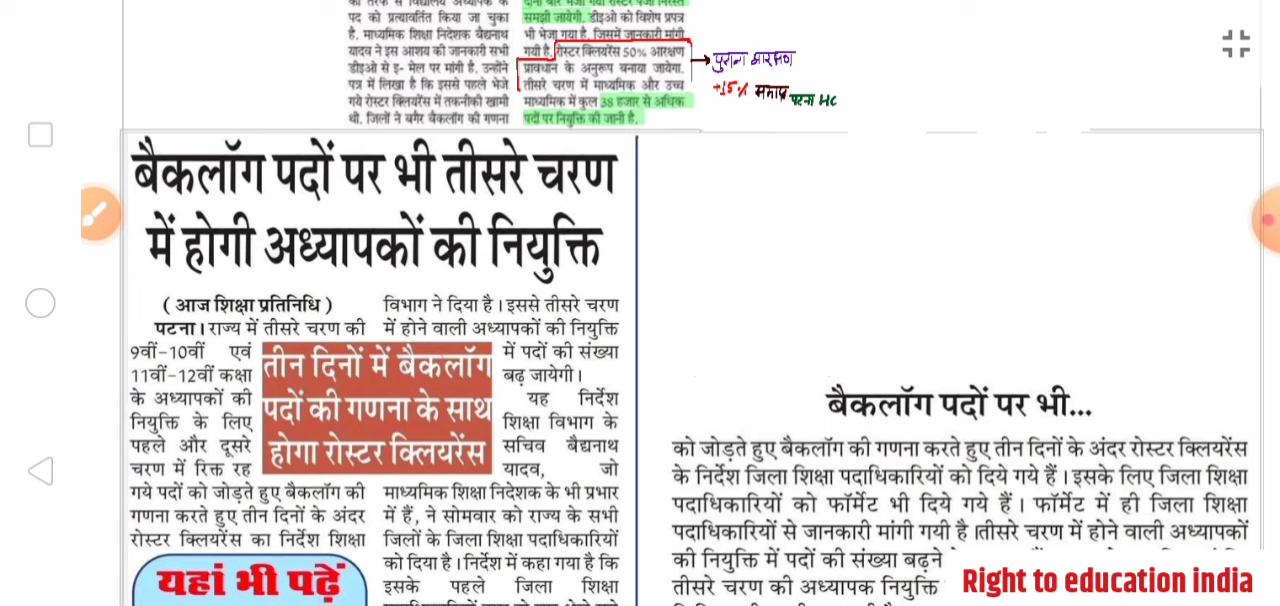 की तरफ से विद्यालय अध्यापक के
पद को प्रत्यावर्तित किया जा चुका
है. माध्यमिक शिक्षा निदेशक बैद्यनाथ
यादव ने इस आशय की जानकारी सभी
डीइओ से इ- मेल पर मांगी है. उन्होंने
पत्र में लिखा है कि इससे पहले भेजे
गये रोस्टर क्लियरेंस में तकनीकी खामी
थी. जिलों ने बगैर बैकलॉग की गणना
समझी जायेगी. डीइओ को विशेष प्रपत्र
भी भेजा गया है. जिसमें जानकारी मांगी
गयी है. रोस्टर क्लियरेंस 50% आरक्षण
प्रावधान के अनुरूप बनाया जायेगा.
तीसरे चरण में माध्यमिक और उच्च
माध्यमिक में कुल 38 हजार से अधिक
पदों पर नियुक्ति की जानी है.
पुराना आरक्षण
15% समाप्त पटना HC
बैकलॉग पदों पर भी तीसरे चरण
में होगी अध्यापकों की नियुक्ति
( आज शिक्षा प्रतिनिधि )
पटना। राज्य में तीसरे चरण की
9वीं-10वीं एवं
11वीं-12वीं कक्षा
के अध्यापकों की
नियुक्ति के लिए
पहले और दूसरे
चरण में रिक्त रह
गये पदों को जोड़ते हुए बैकलॉग की
गणना करते हुए तीन दिनों के अंदर
रोस्टर क्लियरेंस का निर्देश शिक्षा
तीन दिनों में बैकलॉग
पदों की गणना के साथ
होगा रोस्टर क्लियरेंस
विभाग ने दिया है। इससे तीसरे चरण
में होने वाली अध्यापकों की नियुक्ति
में पदों की संख्या
बढ़ जायेगी।
यह निर्देश
शिक्षा विभाग के
सचिव बैद्यनाथ
यादव, जो
माध्यमिक शिक्षा निदेशक के भी प्रभार
में हैं, ने सोमवार को राज्य के सभी
जिलों के जिला शिक्षा पदाधिकारियों
को दिया है। निर्देश में कहा गया है कि
इसके पहले जिला शिक्षा
यहां भी पढ़ें
बैकलॉग पदों पर भी...
को जोड़ते हुए बैकलॉग की गणना करते हुए तीन दिनों के अंदर रोस्टर क्लियरेंस
के निर्देश जिला शिक्षा पदाधिकारियों को दिये गये हैं। इसके लिए जिला शिक्षा
पदाधिकारियों को फॉर्मेट भी दिये गये हैं। फॉर्मेट में ही जिला शिक्षा
पदाधिकारियों से जानकारी मांगी गयी है।तीसरे चरण में होने वाली अध्यापकों
की नियुक्ति में पदों की संख्या बढ़ने
तीसरे चरण की अध्यापक नियुक्ति
Right to education india